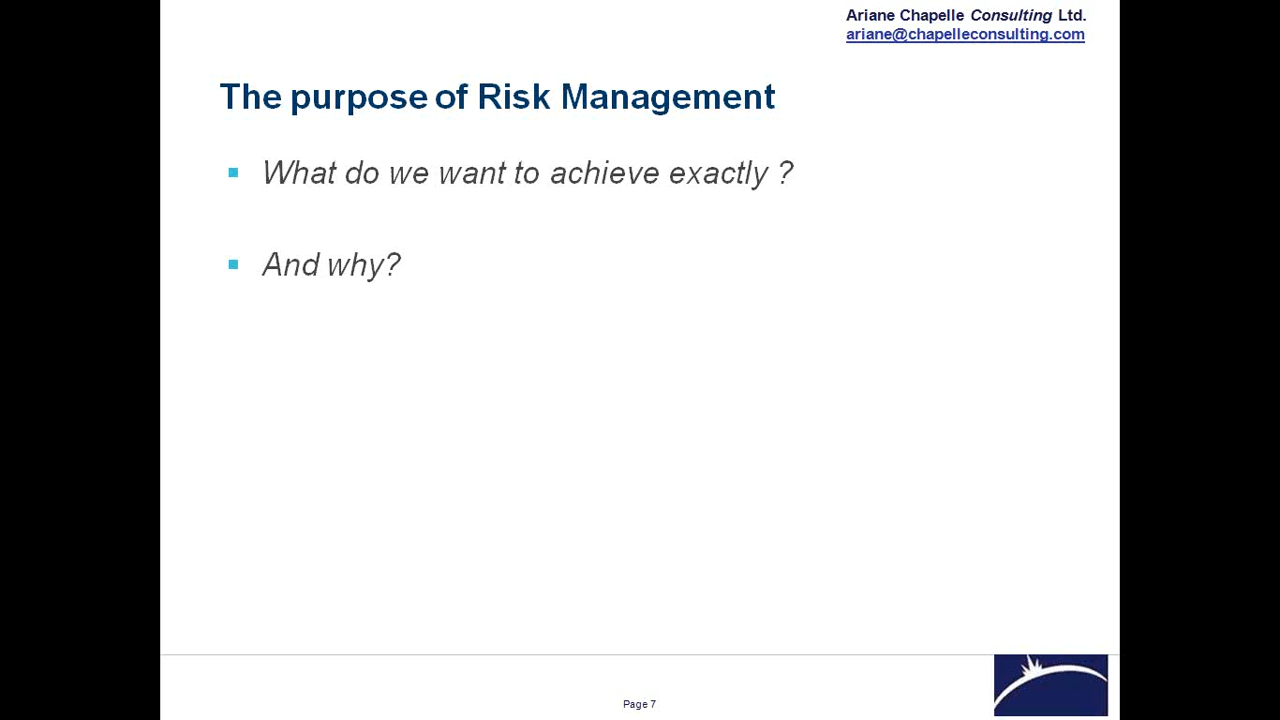 Ariane Chapelle Consulting Ltd.
ariane@chapelleconsulting.com
The purpose of Risk Management
What do we want to achieve exactly ?
And why?
Page 7